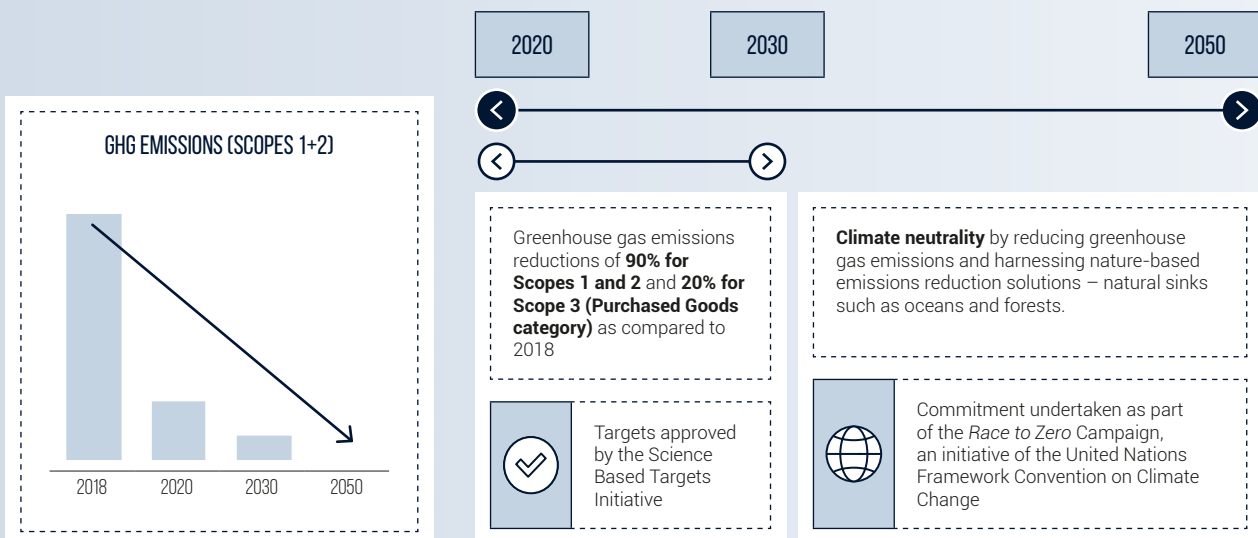 2020
2030
2050
GHG EMISSIONS (SCOPES 1+2)
2018
2020
2030
2050
Greenhouse gas emissions
reductions of 90% for
Scopes 1 and 2 and 20% for
Scope 3 (Purchased Goods
category) as compared to
2018
Targets approved
by the Science
Based Targets
Initiative
Climate neutrality by reducing greenhouse
gas emissions and harnessing nature-based
emissions reduction solutions – natural sinks
such as oceans and forests.
Commitment undertaken as part
of the Race to Zero Campaign,
an initiative of the United Nations
Framework Convention on Climate
Change